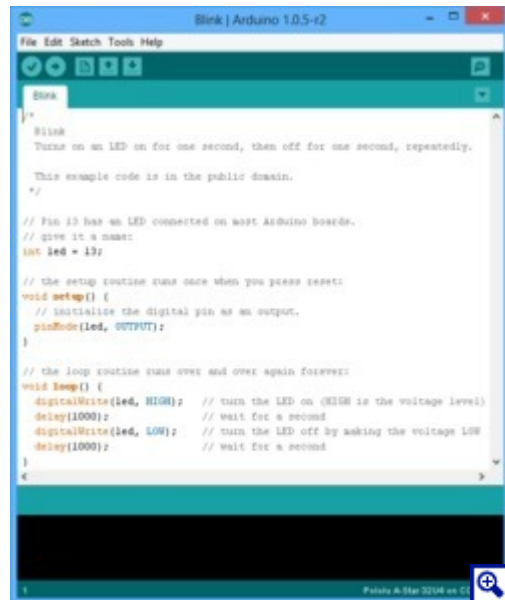 Blink | Arduino 1.0.5-r2
File Edit Sketch Tools Help
Blink
/*
  Blink
  Turns on an LED on for one second, then off for one second, repeatedly.

  This example code is in the public domain.
*/

// Pin 13 has an LED connected on most Arduino boards.
// give it a name:
int led = 13;

// the setup routine runs once when you press reset:
void setup() {
  // initialize the digital pin as an output.
  pinMode(led, OUTPUT);
}

// the loop routine runs over and over again forever:
void loop() {
  digitalWrite(led, HIGH);   // turn the LED on (HIGH is the voltage level)
  delay(1000);               // wait for a second
  digitalWrite(led, LOW);    // turn the LED off by making the voltage LOW
  delay(1000);               // wait for a second
}
1
Pololu A-Star 32U4 on